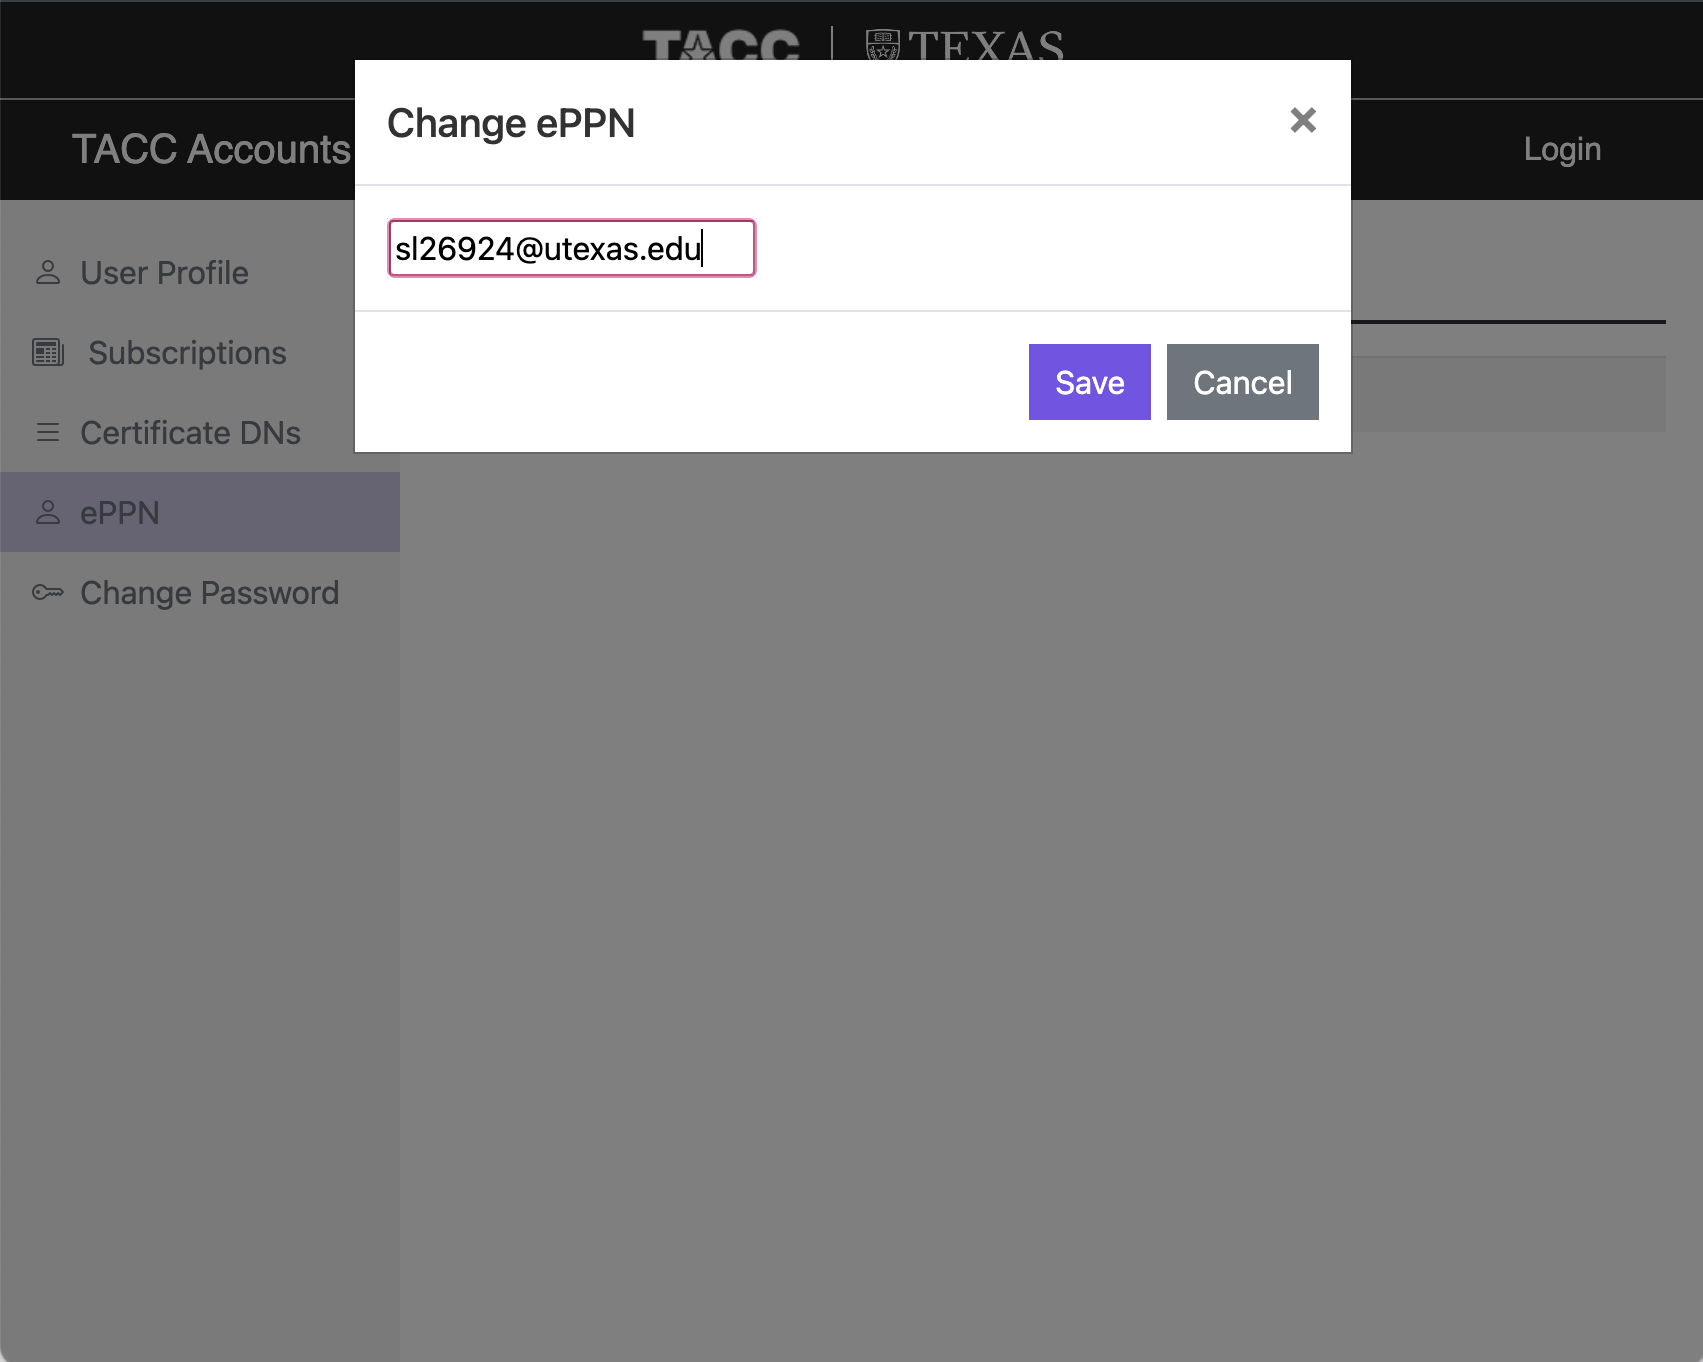 TACC | TEXAS
TACC Accounts
Login
Change ePPN
sl26924@utexas.edu
Save
Cancel
User Profile
Subscriptions
Certificate DNs
ePPN
Change Password